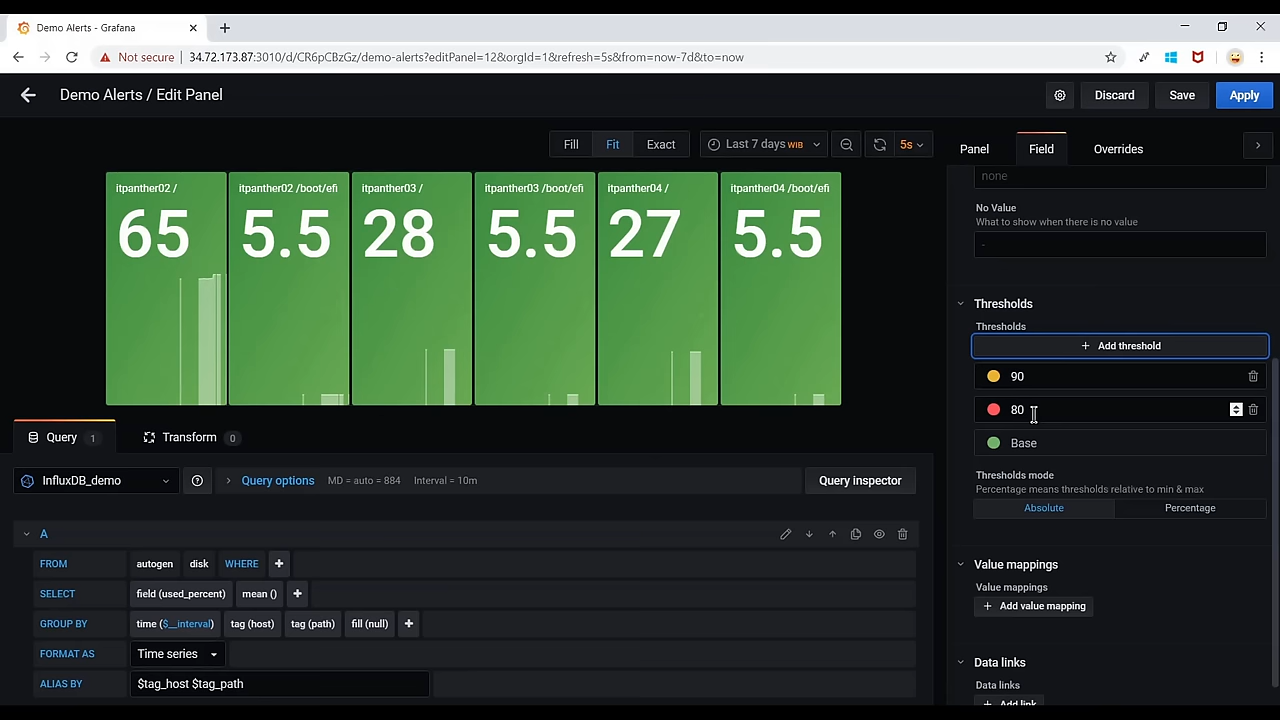 Demo Alerts - Grafana
Not secure
34.72.173.87:3010/d/CR6pCBzGz/demo-alerts?editPanel=12&orgId=1&refresh=5s&from=now-7d&to=now
Demo Alerts / Edit Panel
Discard
Save
Apply
Fill
Fit
Exact
Last 7 days WIB
5s
Panel
Field
Overrides
itpanther02 /
65
itpanther02 /boot/efi
5.5
itpanther03 /
28
itpanther03 /boot/efi
5.5
itpanther04 /
27
itpanther04 /boot/efi
5.5
none
No Value
What to show when there is no value
-
Thresholds
Thresholds
+ Add threshold
90
80
Base
Thresholds mode
Percentage means thresholds relative to min & max
Absolute
Percentage
Value mappings
Value mappings
+ Add value mapping
Data links
Data links
+ Add link
Query 1
Transform 0
InfluxDB_demo
Query options
MD = auto = 884
Interval = 10m
Query inspector
A
FROM autogen disk WHERE +
SELECT field (used_percent) mean () +
GROUP BY time ($__interval) tag (host) tag (path) fill (null) +
FORMAT AS Time series
ALIAS BY $tag_host $tag_path